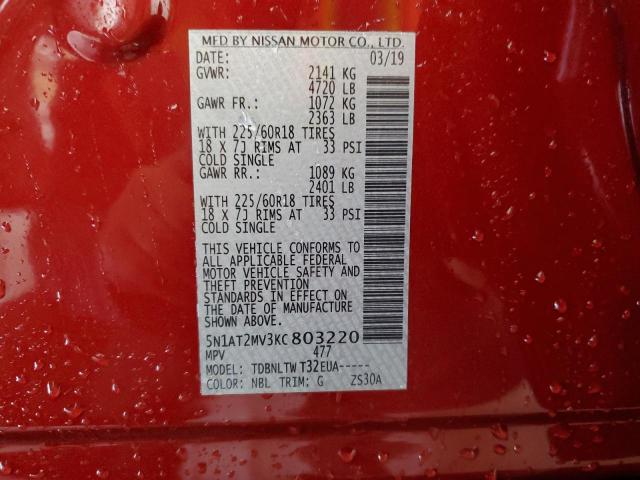 MFD BY NISSAN MOTOR CO., LTD.
DATE: 03/19
GVWR: 2141 KG
4720 LB
GAWR FR.: 1072 KG
2363 LB
WITH 225/60R18 TIRES
18 X 7J RIMS AT 33 PSI
COLD SINGLE
GAWR RR.: 1089 KG
2401 LB
WITH 225/60R18 TIRES
18 X 7J RIMS AT 33 PSI
COLD SINGLE
THIS VEHICLE CONFORMS TO
ALL APPLICABLE FEDERAL
MOTOR VEHICLE SAFETY AND
THEFT PREVENTION
STANDARDS IN EFFECT ON
THE DATE OF MANUFACTURE
SHOWN ABOVE.
5N1AT2MV3KC803220
MPV 477
MODEL: TDBNLTW T32EUA-----
COLOR: NBL TRIM: G ZS30A